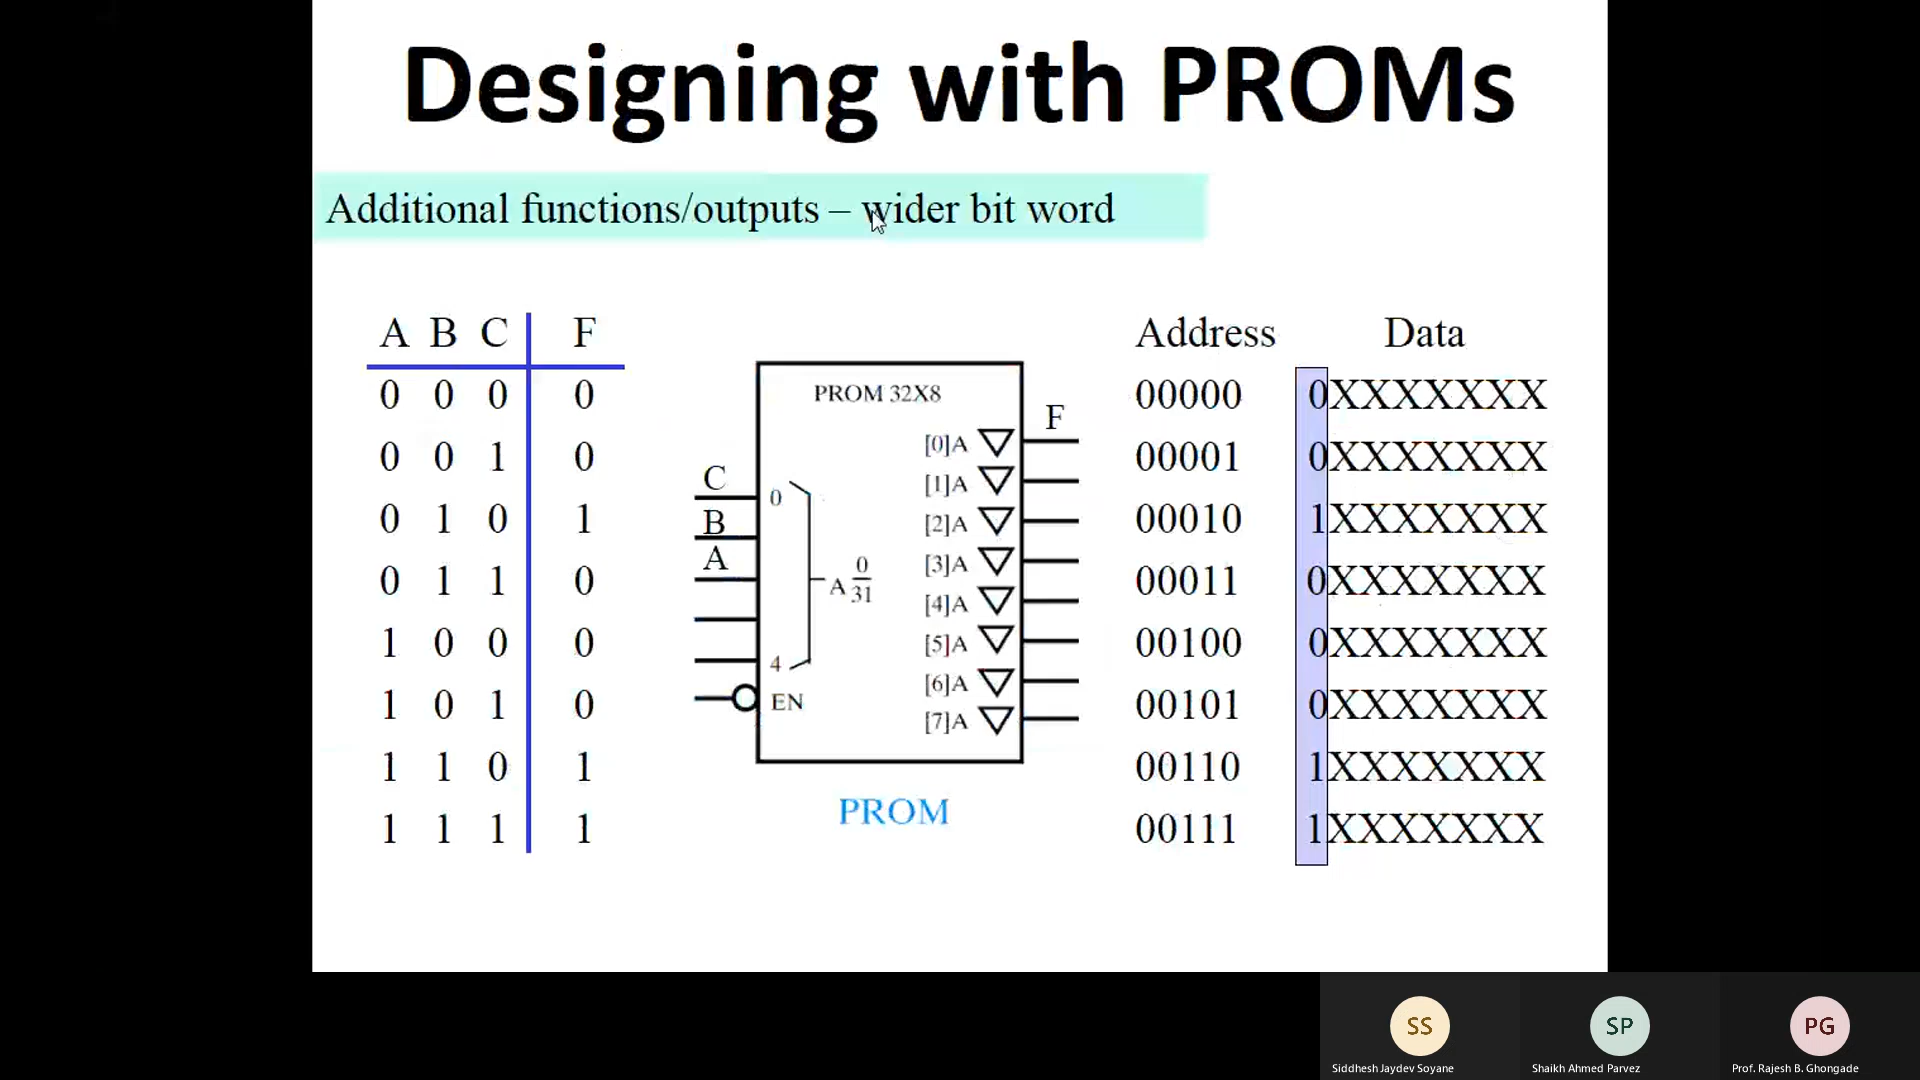 Designing with PROMs
Additional functions/outputs – wider bit word
A B C F
0 0 0 0
0 0 1 0
0 1 0 1
0 1 1 0
1 0 0 0
1 0 1 0
1 1 0 1
1 1 1 1
PROM 32X8
C
B
A
0
4
EN
A 0/31
[0]A
[1]A
[2]A
[3]A
[4]A
[5]A
[6]A
[7]A
F
PROM
Address Data
00000 0XXXXXXX
00001 0XXXXXXX
00010 1XXXXXXX
00011 0XXXXXXX
00100 0XXXXXXX
00101 0XXXXXXX
00110 1XXXXXXX
00111 1XXXXXXX
SS SP PG
Siddhesh Jaydev Soyane Shaikh Ahmed Parvez Prof. Rajesh B. Ghongade